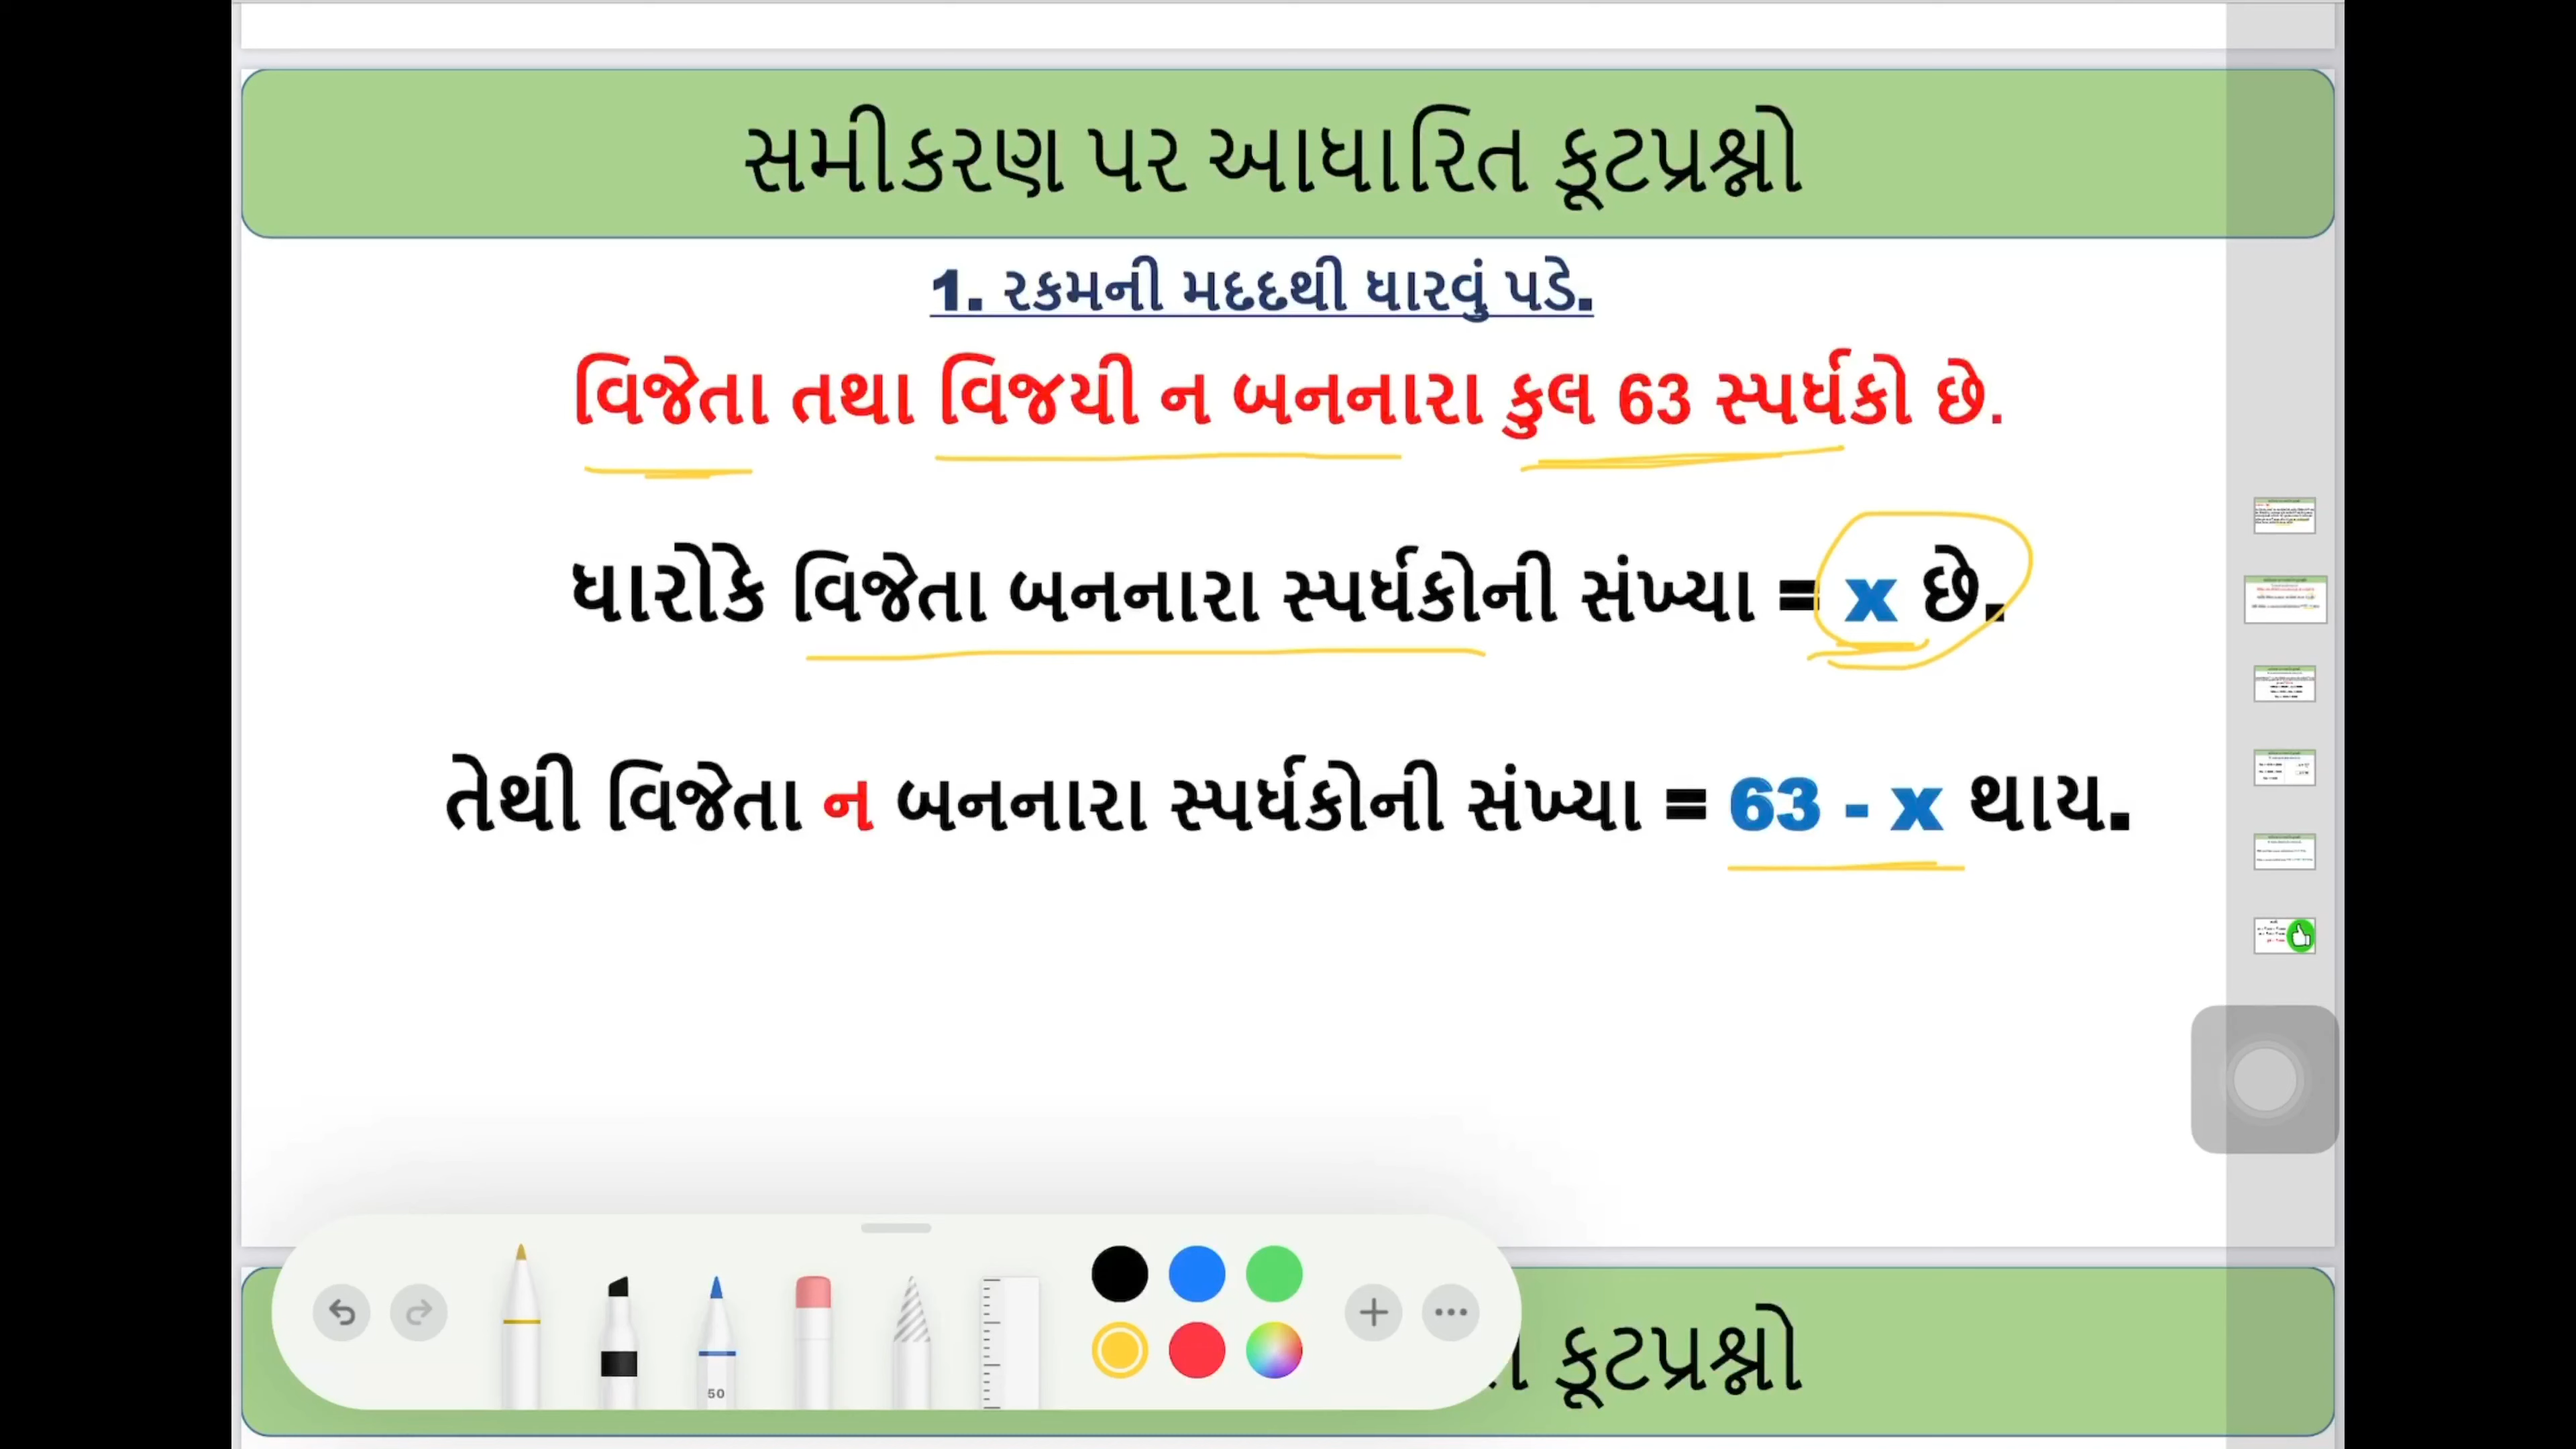 સમીકરણ પર આધારિત કૂટપ્રશ્નો
1. રકમની મદદથી ધારવું પડે.
વિજેતા તથા વિજયી ન બનનારા કુલ 63 સ્પર્ધકો છે.
ધારોકે વિજેતા બનનારા સ્પર્ધકોની સંખ્યા = x છે.
તેથી વિજેતા ન બનનારા સ્પર્ધકોની સંખ્યા = 63 - x થાય.
50
કૂટપ્રશ્નો